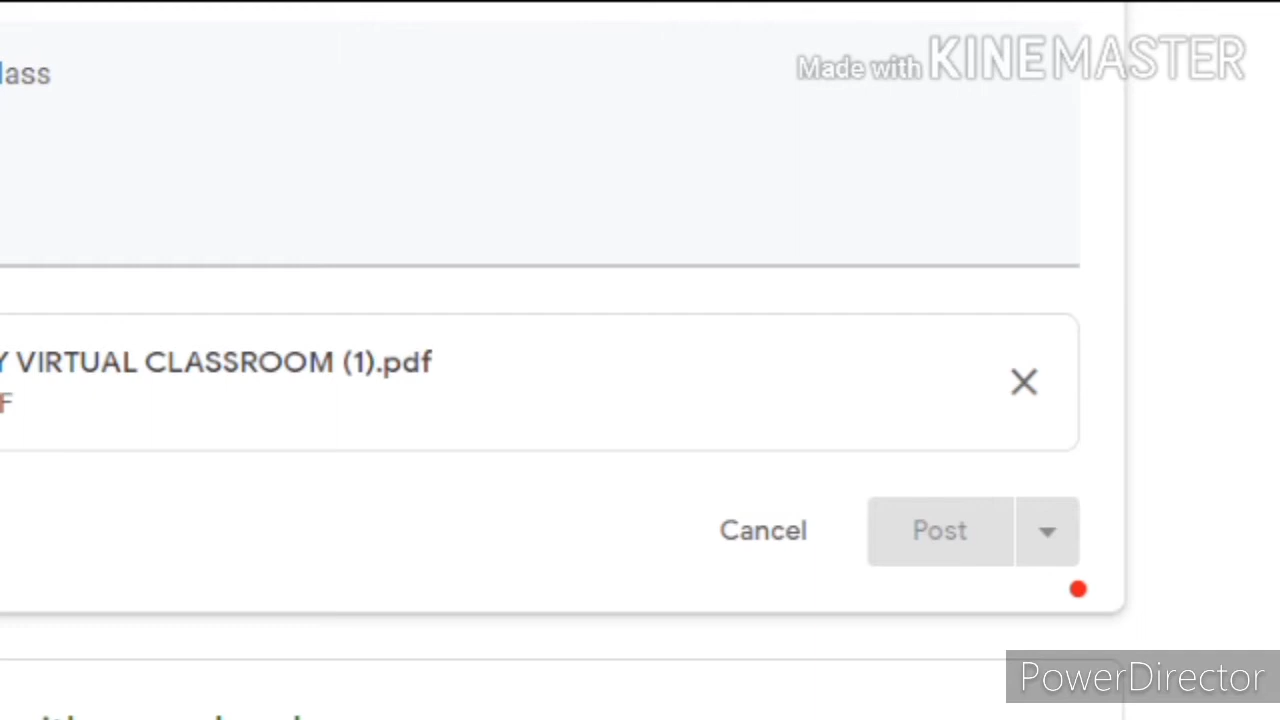 lass
Made with KINEMASTER
Y VIRTUAL CLASSROOM (1).pdf
F
Cancel
Post
PowerDirector